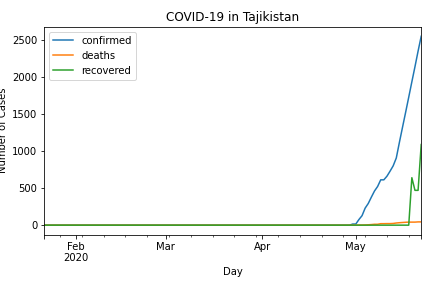 COVID-19 in Tajikistan
confirmed
deaths
recovered
2500
2000
1500
1000
500
0
Number of Cases
Feb
2020
Mar
Apr
May
Day